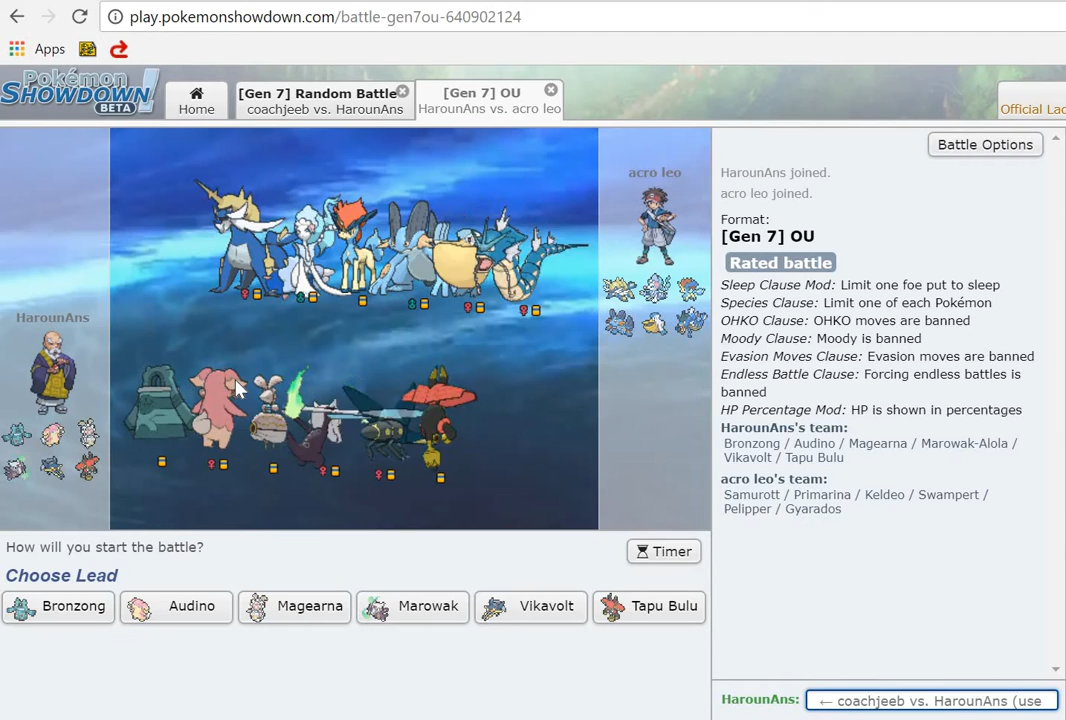 play.pokemonshowdown.com/battle-gen7ou-640902124
Apps
Pokémon
SHOWDOWN!
BETA
Home
[Gen 7] Random Battle
coachjeeb vs. HarounAns
[Gen 7] OU
HarounAns vs. acro leo
Official Lad
Battle Options
HarounAns joined.
acro leo joined.
Format:
[Gen 7] OU
Rated battle
Sleep Clause Mod: Limit one foe put to sleep
Species Clause: Limit one of each Pokémon
OHKO Clause: OHKO moves are banned
Moody Clause: Moody is banned
Evasion Moves Clause: Evasion moves are banned
Endless Battle Clause: Forcing endless battles is
banned
HP Percentage Mod: HP is shown in percentages
HarounAns's team:
Bronzong / Audino / Magearna / Marowak-Alola /
Vikavolt / Tapu Bulu
acro leo's team:
Samurott / Primarina / Keldeo / Swampert /
Pelipper / Gyarados
acro leo
HarounAns
How will you start the battle?
Timer
Choose Lead
Bronzong
Audino
Magearna
Marowak
Vikavolt
Tapu Bulu
HarounAns:
← coachjeeb vs. HarounAns (use